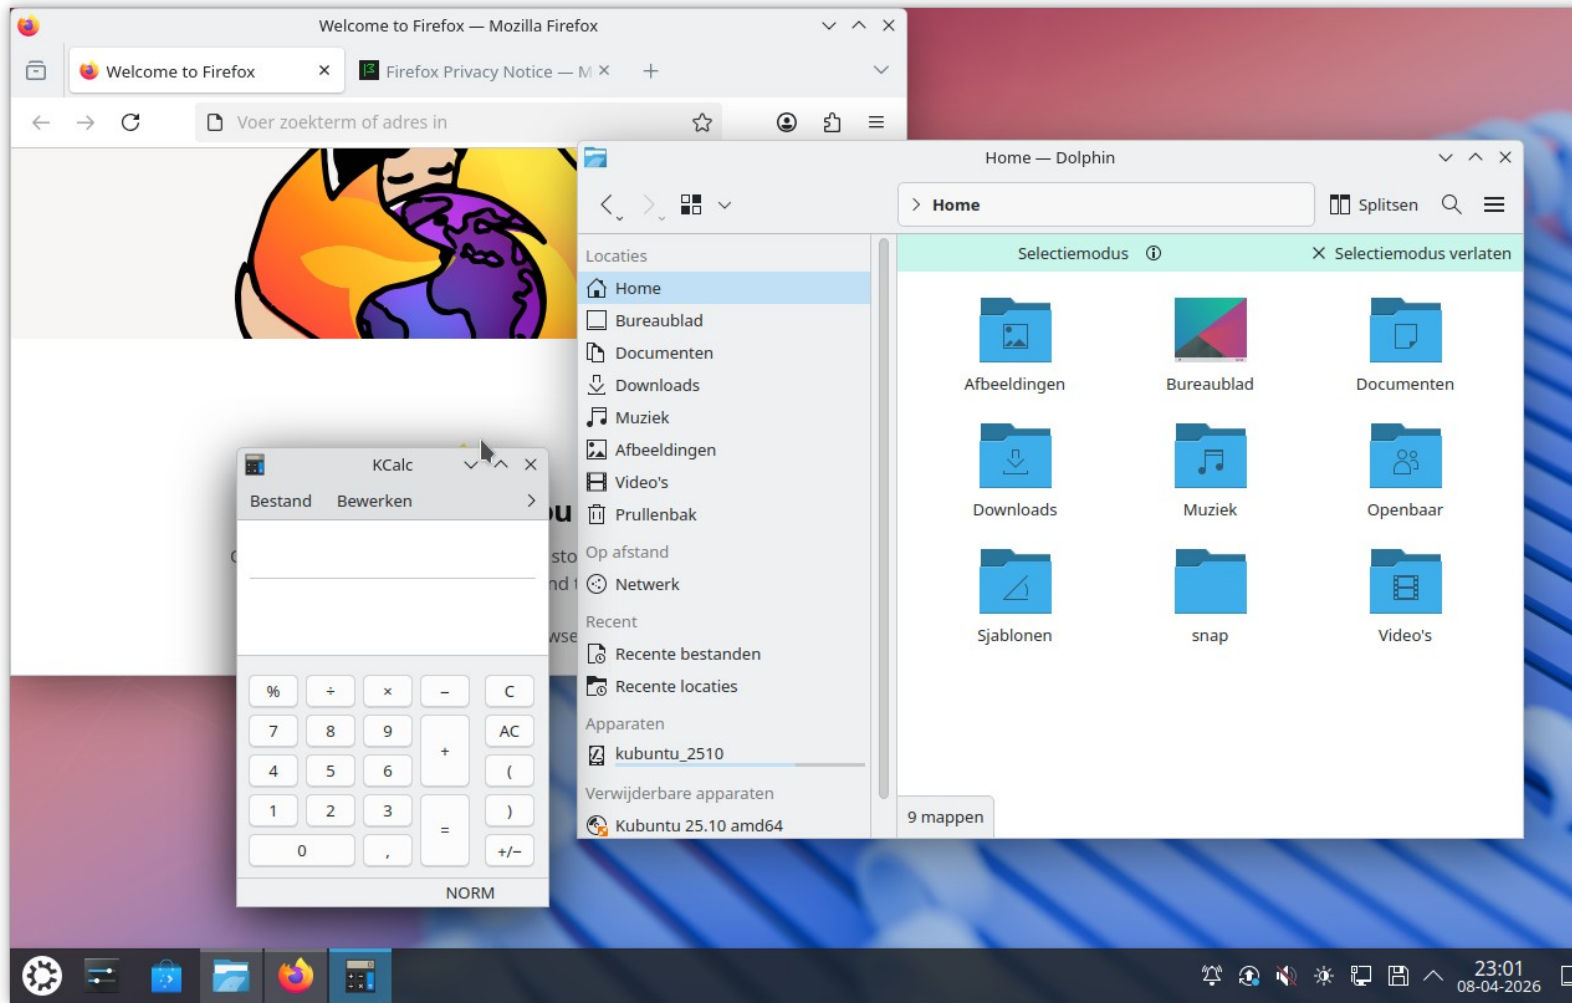 Welcome to Firefox — Mozilla Firefox
Welcome to Firefox
Firefox Privacy Notice — M
Voer zoekterm of adres in
Home — Dolphin
Home
Splitsen
Locaties
Home
Bureaublad
Documenten
Downloads
Muziek
Afbeeldingen
Video's
Prullenbak
Op afstand
Netwerk
Recent
Recente bestanden
Recente locaties
Apparaten
kubuntu_2510
Verwijderbare apparaten
Kubuntu 25.10 amd64
Selectiemodus
Selectiemodus verlaten
Afbeeldingen
Bureaublad
Documenten
Downloads
Muziek
Openbaar
Sjablonen
snap
Video's
9 mappen
KCalc
Bestand Bewerken
% ÷ × − C
7 8 9 + AC
4 5 6 (
1 2 3 = )
0 , +/−
NORM
23:01
08-04-2026